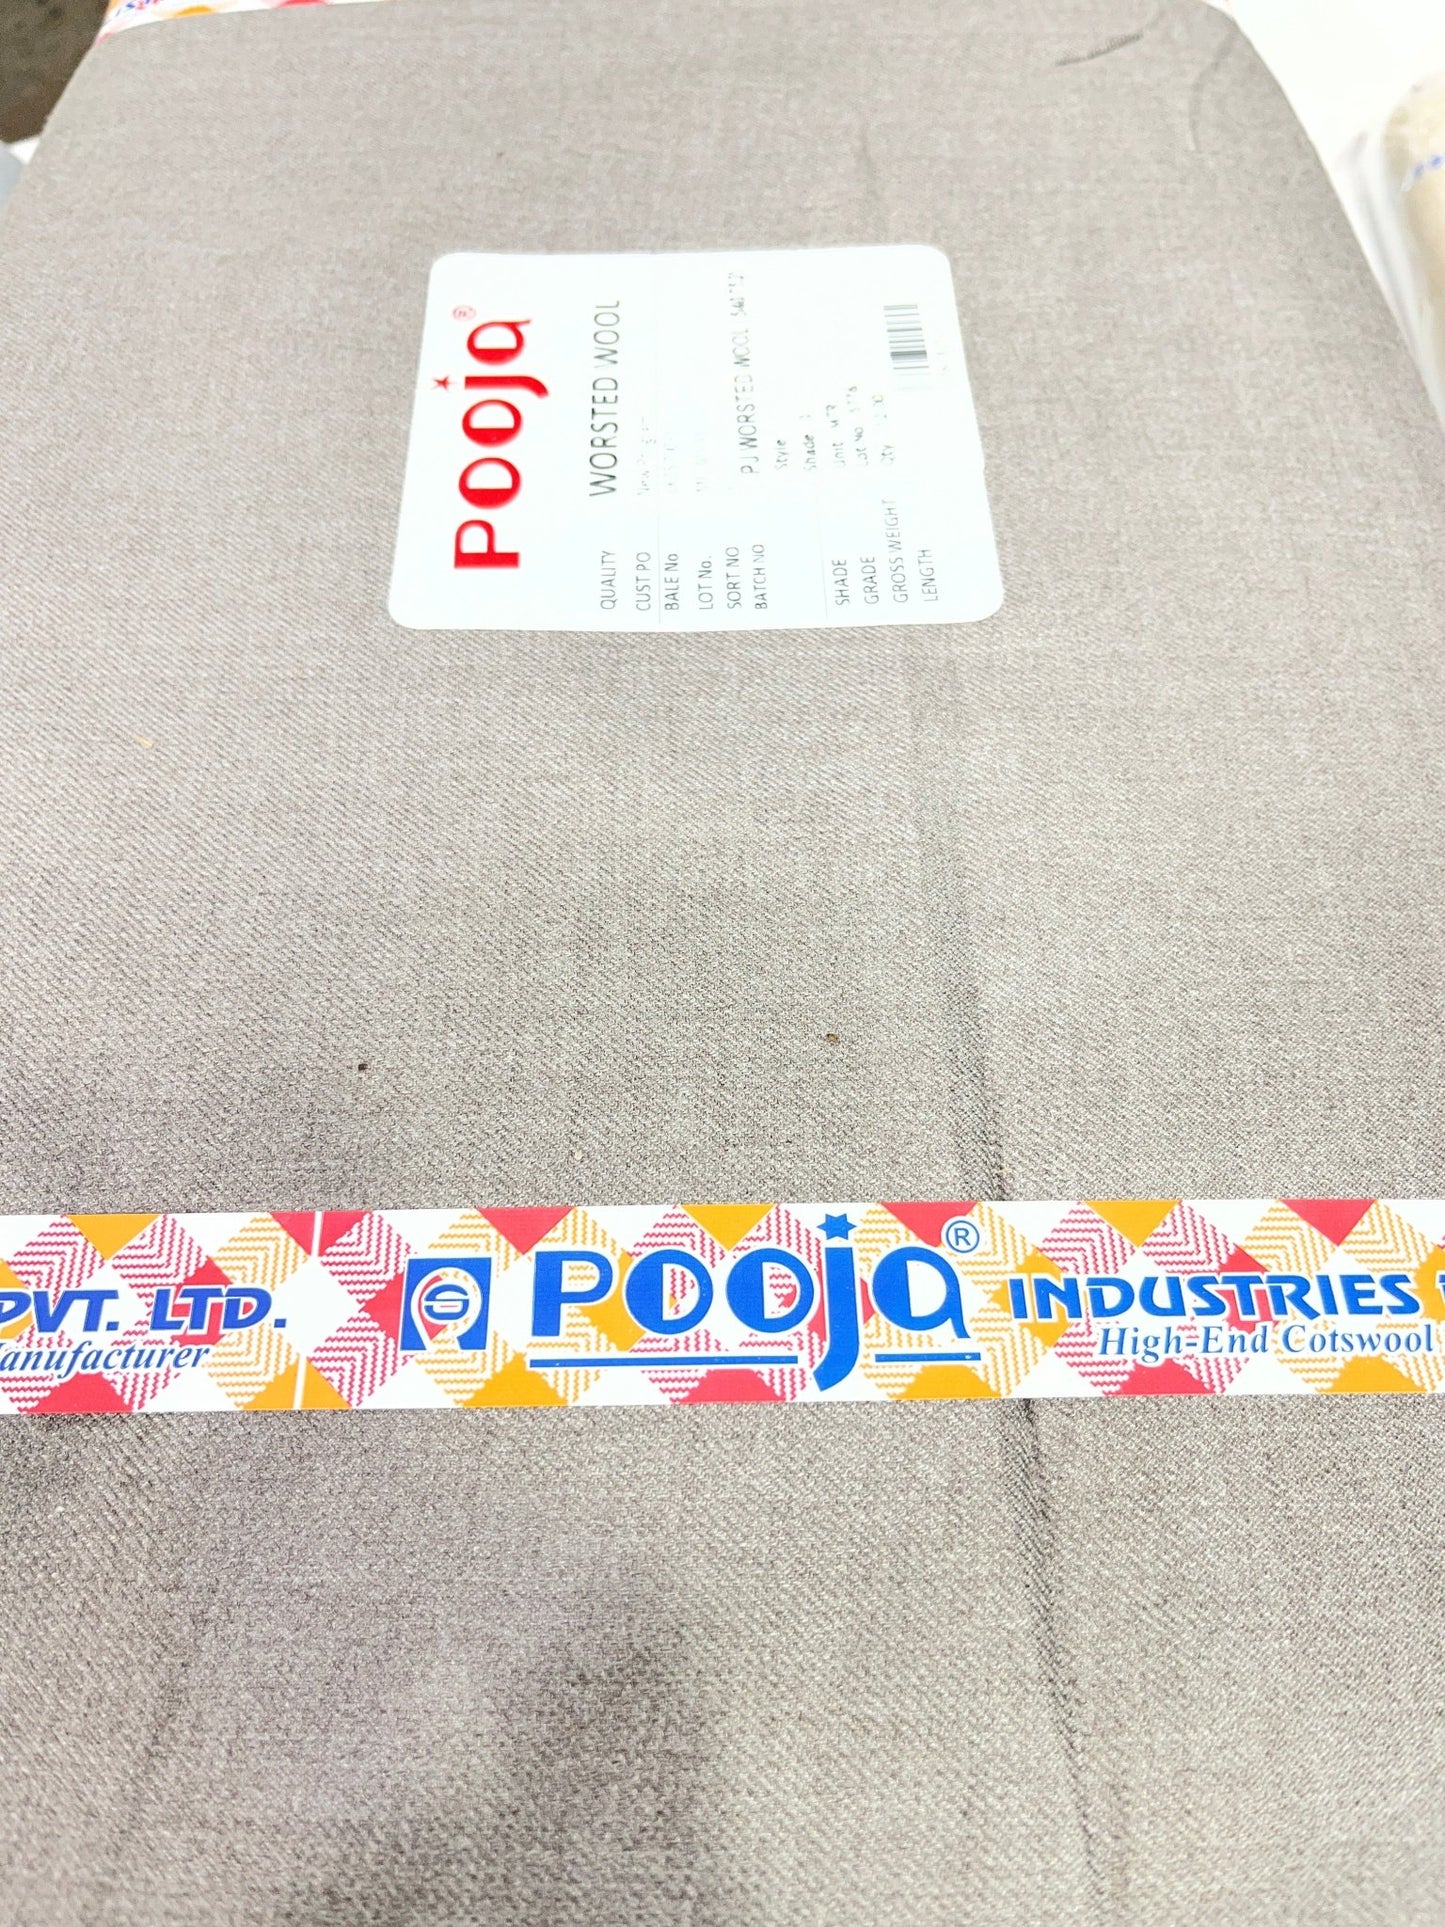 Pooja®
QUALITY WORSTED WOOL
CUST PO
BALE No
LOT No.
SORT NO
BATCH NO
PJ WORSTED WOOL
Style
Shade
Unit MTR
Lot No.
Qty
SHADE
GRADE
GROSS WEIGHT
LENGTH
PVT. LTD. POOJA® INDUSTRIES
High-End Cotswool